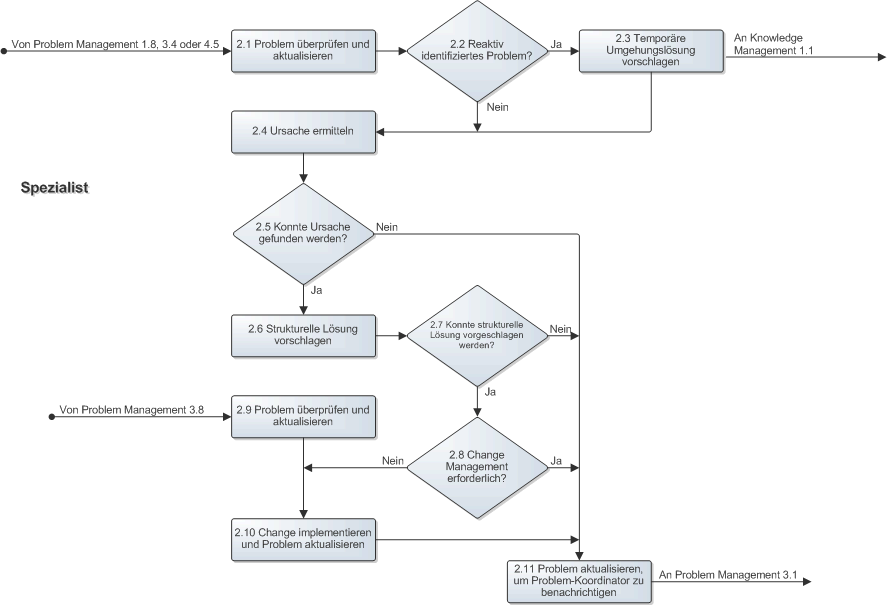 Von Problem Management 1.8, 3.4 oder 4.5
2.1 Problem überprüfen und
aktualisieren
2.2 Reaktiv
identifiziertes Problem?
Ja
2.3 Temporäre
Umgehungslösung
vorschlagen
An Knowledge
Management 1.1
Nein
2.4 Ursache ermitteln
Spezialist
2.5 Konnte Ursache
gefunden werden?
Nein
Ja
2.6 Strukturelle Lösung
vorschlagen
2.7 Konnte strukturelle
Lösung vorgeschlagen
werden?
Nein
Ja
Von Problem Management 3.8
2.9 Problem überprüfen und
aktualisieren
2.8 Change
Management
erforderlich?
Nein
Ja
2.10 Change implementieren
und Problem aktualisieren
2.11 Problem aktualisieren,
um Problem-Koordinator zu
benachrichtigen
An Problem Management 3.1